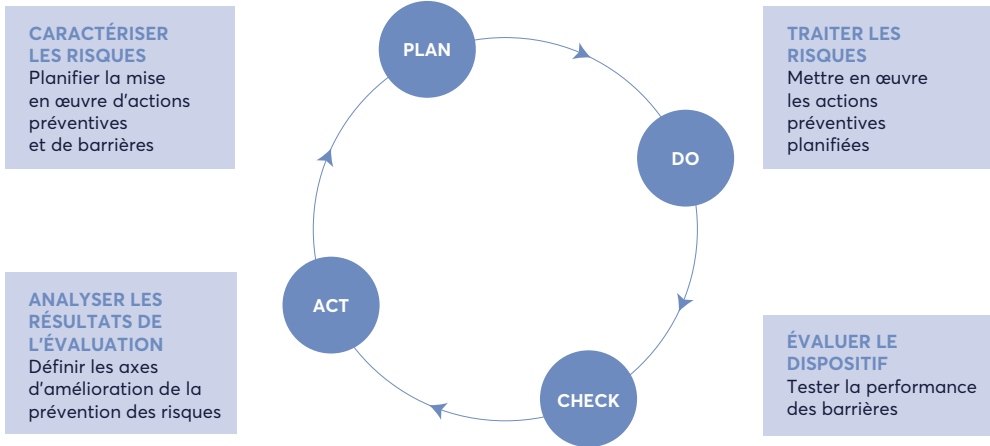 CARACTÉRISER
LES RISQUES
Planifier la mise
en œuvre d’actions
préventives
et de barrières
PLAN
TRAITER LES
RISQUES
Mettre en œuvre
les actions
préventives
planifiées
DO
ANALYSER LES
RÉSULTATS DE
L’ÉVALUATION
Définir les axes
d’amélioration de la
prévention des risques
ACT
CHECK
ÉVALUER LE
DISPOSITIF
Tester la performance
des barrières